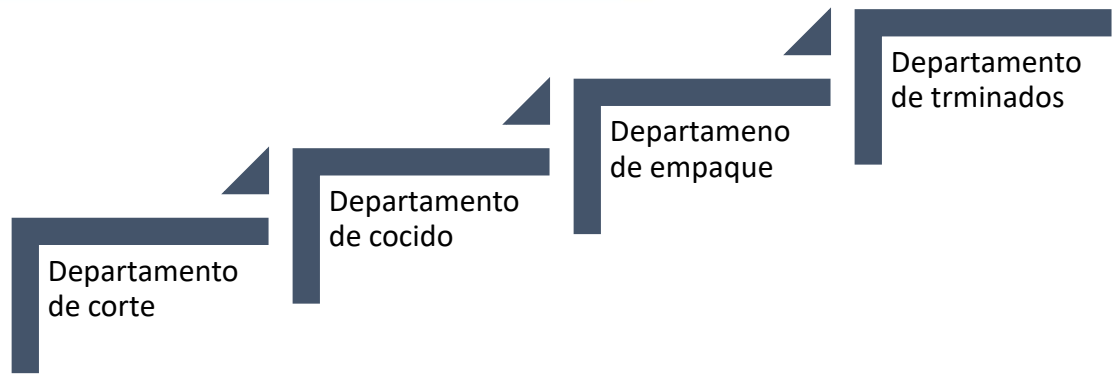 Departamento
de corte
Departamento
de cocido
Departameno
de empaque
Departamento
de trminados